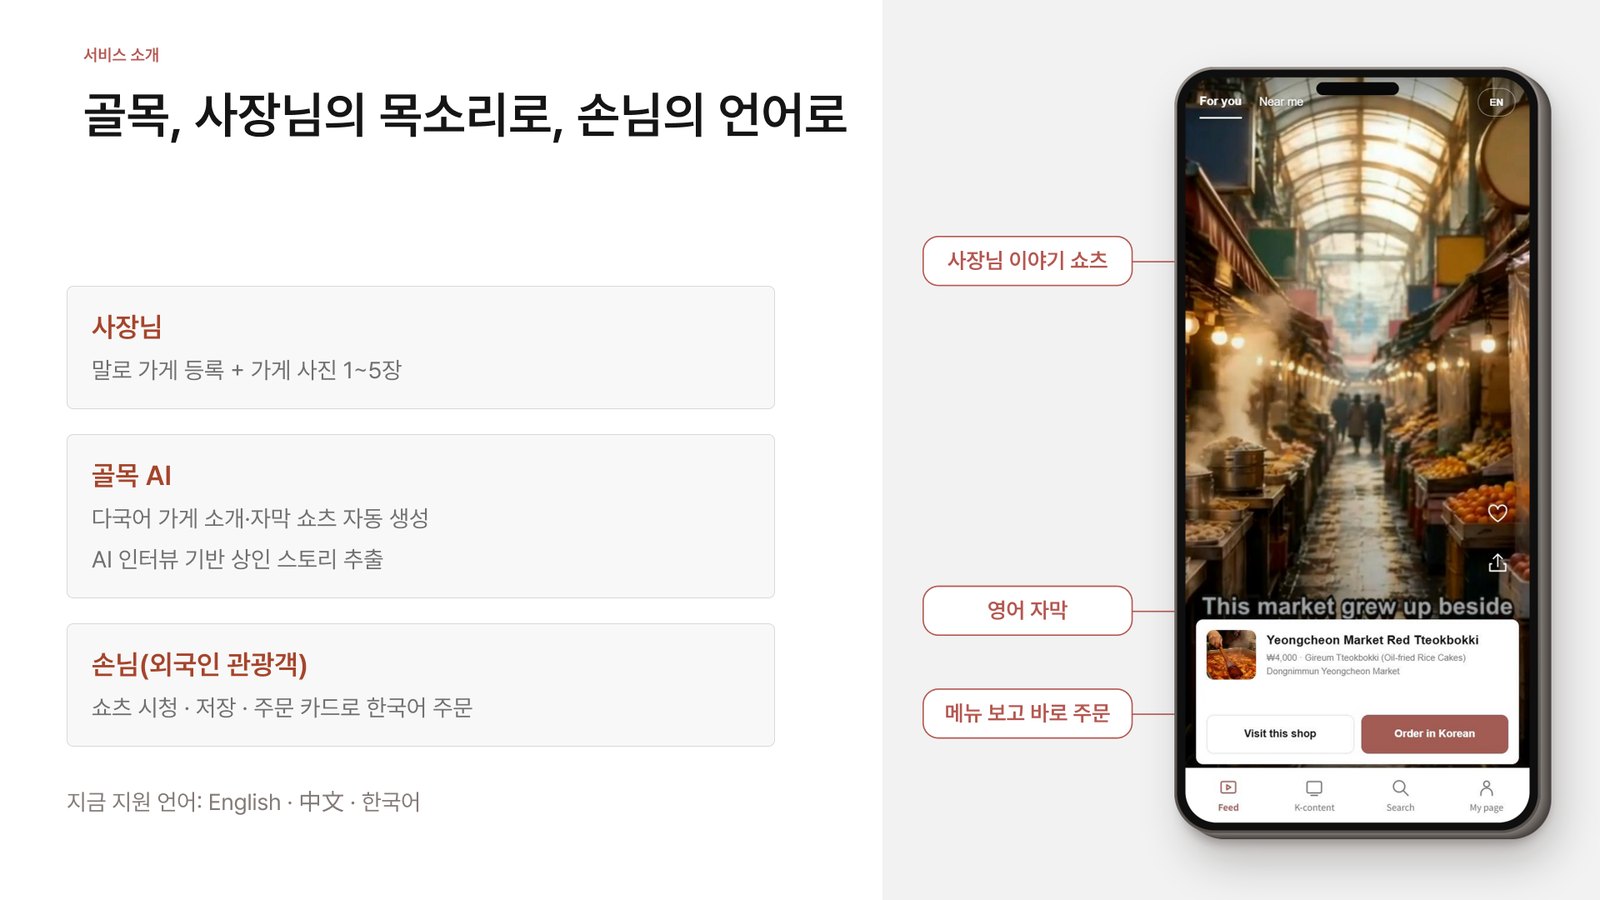 서비스 소개
골목, 사장님의 목소리로, 손님의 언어로
사장님
말로 가게 등록 + 가게 사진 1~5장
골목 AI
다국어 가게 소개·자막 쇼츠 자동 생성
AI 인터뷰 기반 상인 스토리 추출
손님(외국인 관광객)
쇼츠 시청 · 저장 · 주문 카드로 한국어 주문
지금 지원 언어: English · 中文 · 한국어
사장님 이야기 쇼츠
영어 자막
메뉴 보고 바로 주문
For you
Near me
EN
This market grew up beside
Yeongcheon Market Red Tteokbokki
₩4,000 · Gireum Tteokbokki (Oil-fried Rice Cakes)
Dongnimmun Yeongcheon Market
Visit this shop
Order in Korean
Feed
K-content
Search
My page